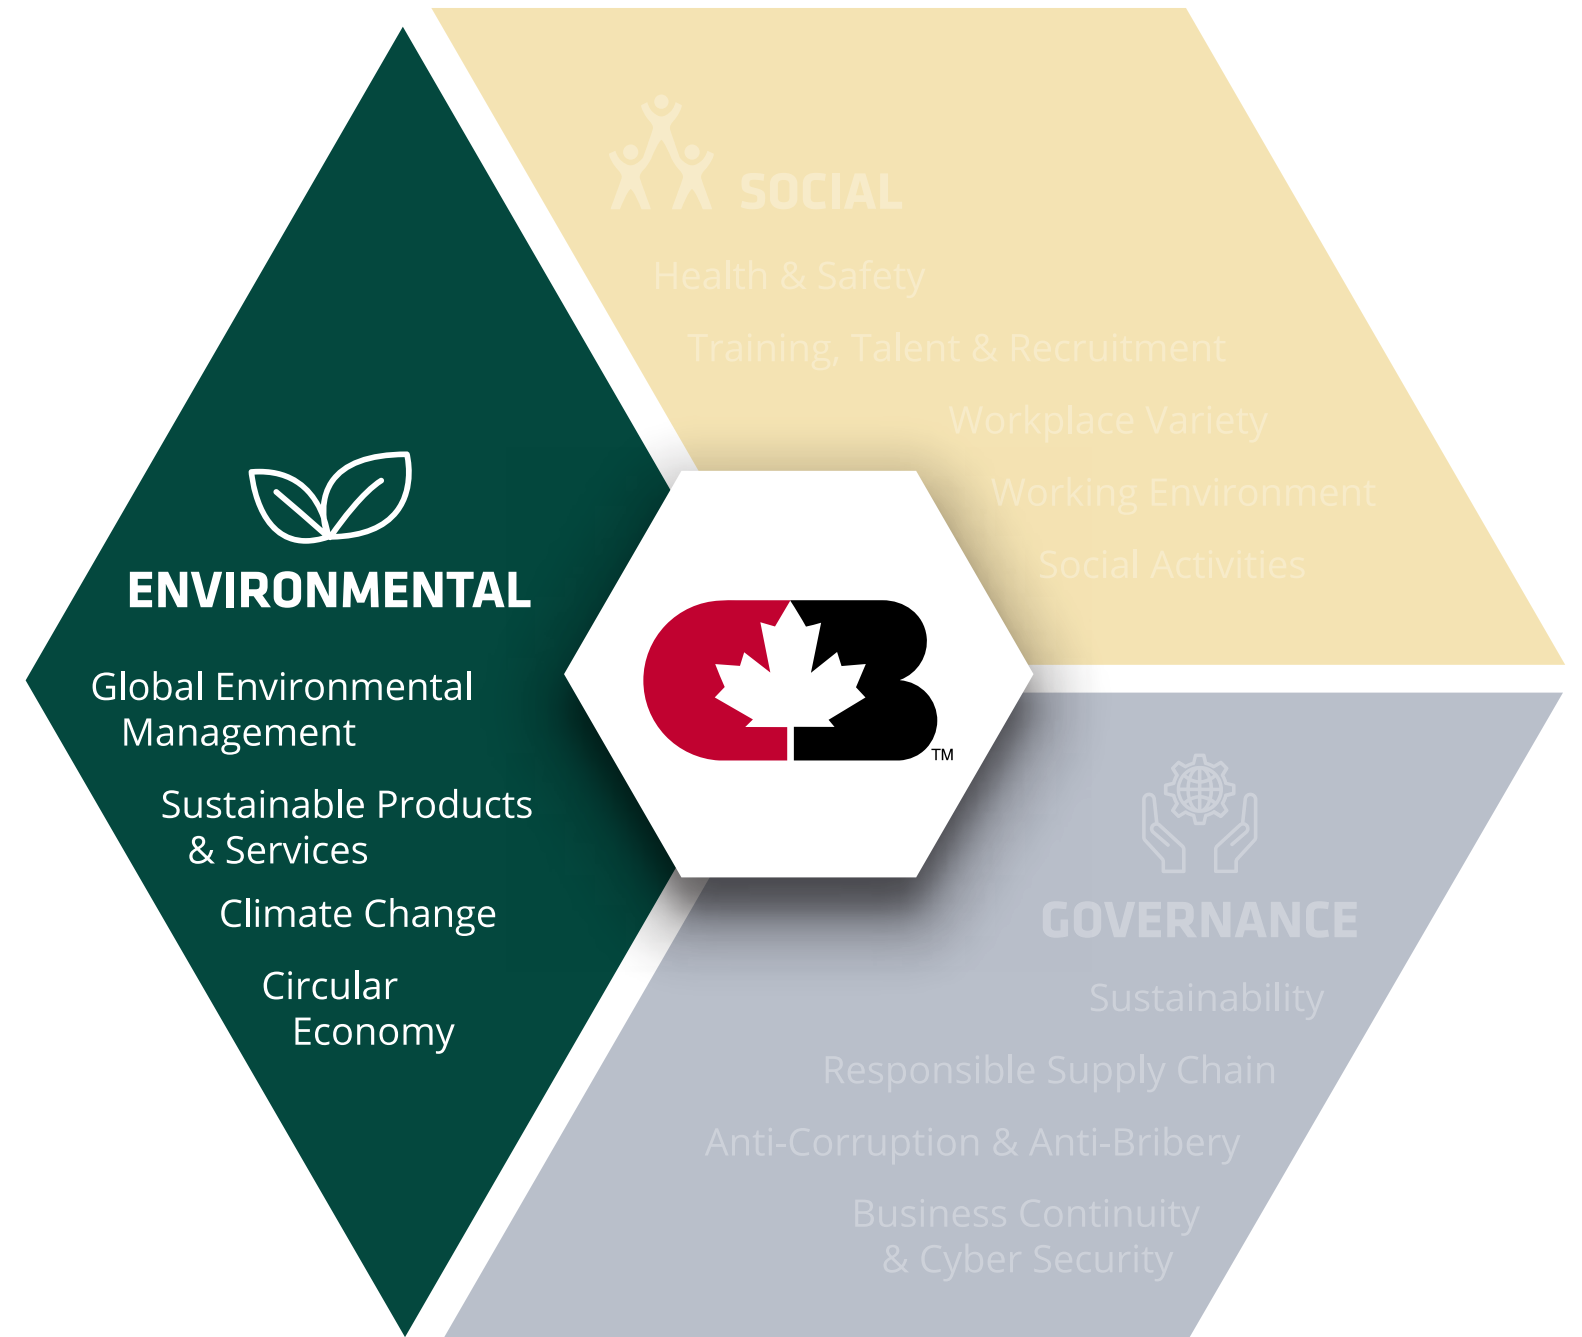 SOCIAL
Health & Safety
Training, Talent & Recruitment
Workplace Variety
Working Environment
Social Activities
ENVIRONMENTAL
Global Environmental
Management
Sustainable Products
& Services
Climate Change
Circular
Economy
CB
TM
GOVERNANCE
Sustainability
Responsible Supply Chain
Anti-Corruption & Anti-Bribery
Business Continuity
& Cyber Security